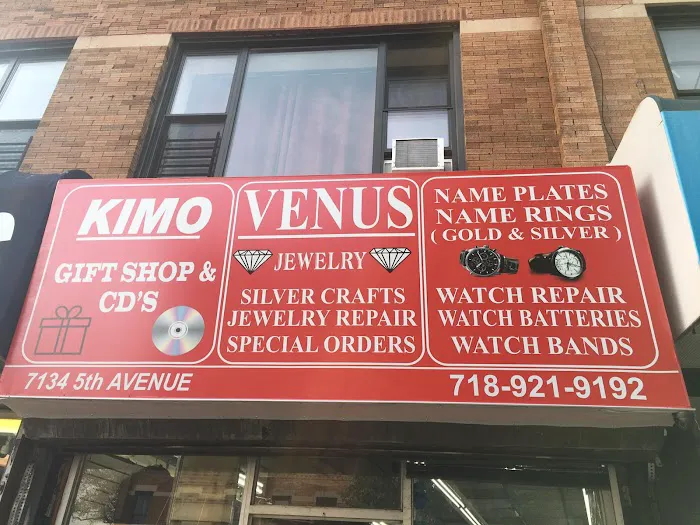 KIMO
GIFT SHOP &
CD'S
VENUS
JEWELRY
SILVER CRAFTS
JEWELRY REPAIR
SPECIAL ORDERS
NAME PLATES
NAME RINGS
( GOLD & SILVER )
WATCH REPAIR
WATCH BATTERIES
WATCH BANDS
7134 5th AVENUE
718-921-9192